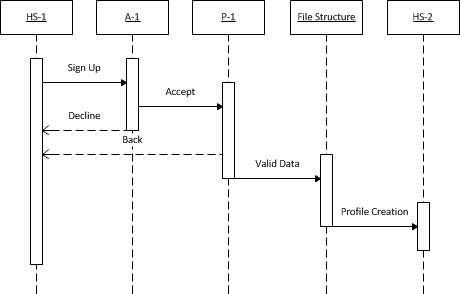 HS-1
A-1
P-1
File Structure
HS-2
Sign Up
Accept
Decline
Back
Valid Data
Profile Creation